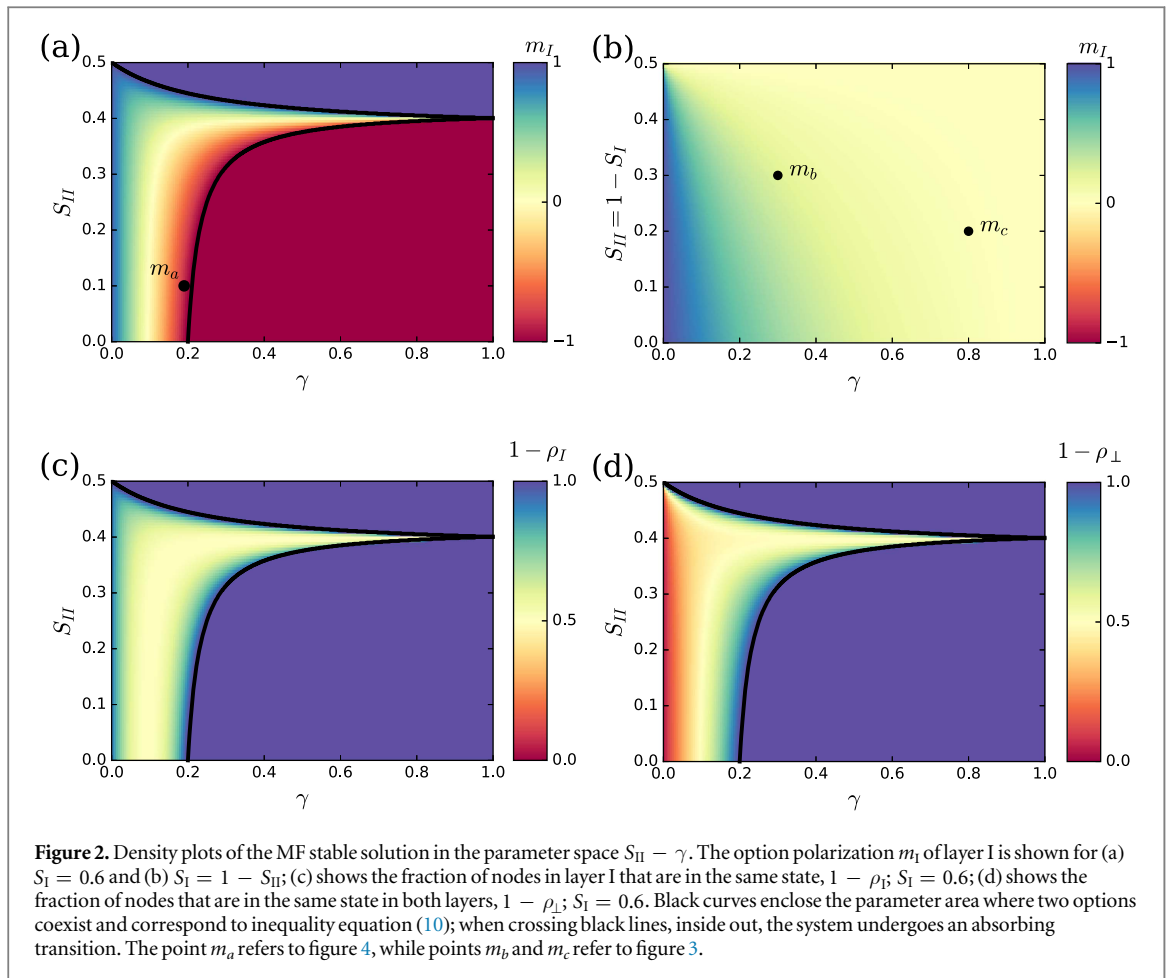 (a)
m_I
1
0
−1
0.5
0.4
0.3
0.2
0.1
0.0
S_II
m_a
0.0 0.2 0.4 0.6 0.8 1.0
γ
(b)
m_I
1
0
−1
0.5
0.4
0.3
0.2
0.1
0.0
S_II = 1 − S_I
m_b
m_c
0.0 0.2 0.4 0.6 0.8 1.0
γ
(c)
1 − ρ_I
1.0
0.5
0.0
0.5
0.4
0.3
0.2
0.1
0.0
S_II
0.0 0.2 0.4 0.6 0.8 1.0
γ
(d)
1 − ρ_⊥
1.0
0.5
0.0
0.5
0.4
0.3
0.2
0.1
0.0
S_II
0.0 0.2 0.4 0.6 0.8 1.0
γ
Figure 2. Density plots of the MF stable solution in the parameter space S_II − γ. The option polarization m_I of layer I is shown for (a)
S_I = 0.6 and (b) S_I = 1 − S_II; (c) shows the fraction of nodes in layer I that are in the same state, 1 − ρ_I; S_I = 0.6; (d) shows the
fraction of nodes that are in the same state in both layers, 1 − ρ_⊥; S_I = 0.6. Black curves enclose the parameter area where two options
coexist and correspond to inequality equation (10); when crossing black lines, inside out, the system undergoes an absorbing
transition. The point m_a refers to figure 4, while points m_b and m_c refer to figure 3.